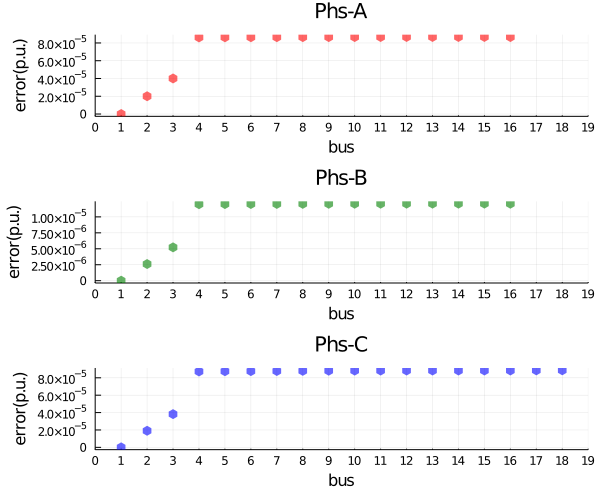 Phs-A
error(p.u.)
8.0×10⁻⁵
6.0×10⁻⁵
4.0×10⁻⁵
2.0×10⁻⁵
0
0 1 2 3 4 5 6 7 8 9 10 11 12 13 14 15 16 17 18 19
bus
Phs-B
error(p.u.)
1.00×10⁻⁵
7.50×10⁻⁶
5.00×10⁻⁶
2.50×10⁻⁶
0
0 1 2 3 4 5 6 7 8 9 10 11 12 13 14 15 16 17 18 19
bus
Phs-C
error(p.u.)
8.0×10⁻⁵
6.0×10⁻⁵
4.0×10⁻⁵
2.0×10⁻⁵
0
0 1 2 3 4 5 6 7 8 9 10 11 12 13 14 15 16 17 18 19
bus